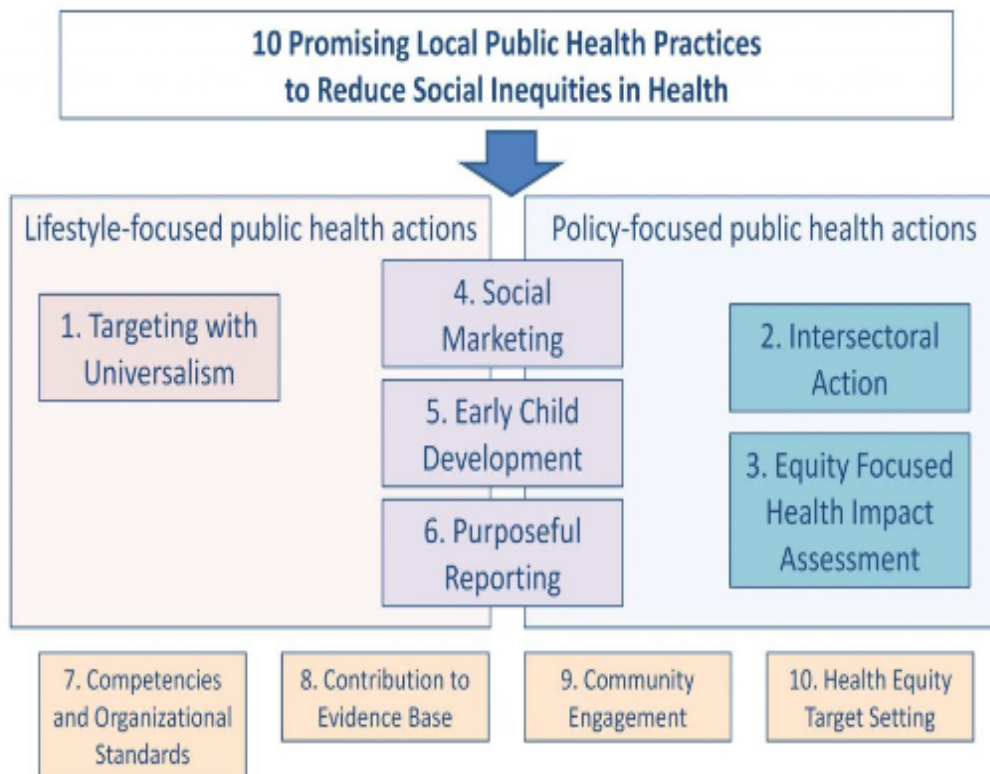 10 Promising Local Public Health Practices
to Reduce Social Inequities in Health
Lifestyle-focused public health actions
Policy-focused public health actions
1. Targeting with
Universalism
4. Social
Marketing
2. Intersectoral
Action
5. Early Child
Development
3. Equity Focused
Health Impact
Assessment
6. Purposeful
Reporting
7. Competencies
and Organizational
Standards
8. Contribution to
Evidence Base
9. Community
Engagement
10. Health Equity
Target Setting